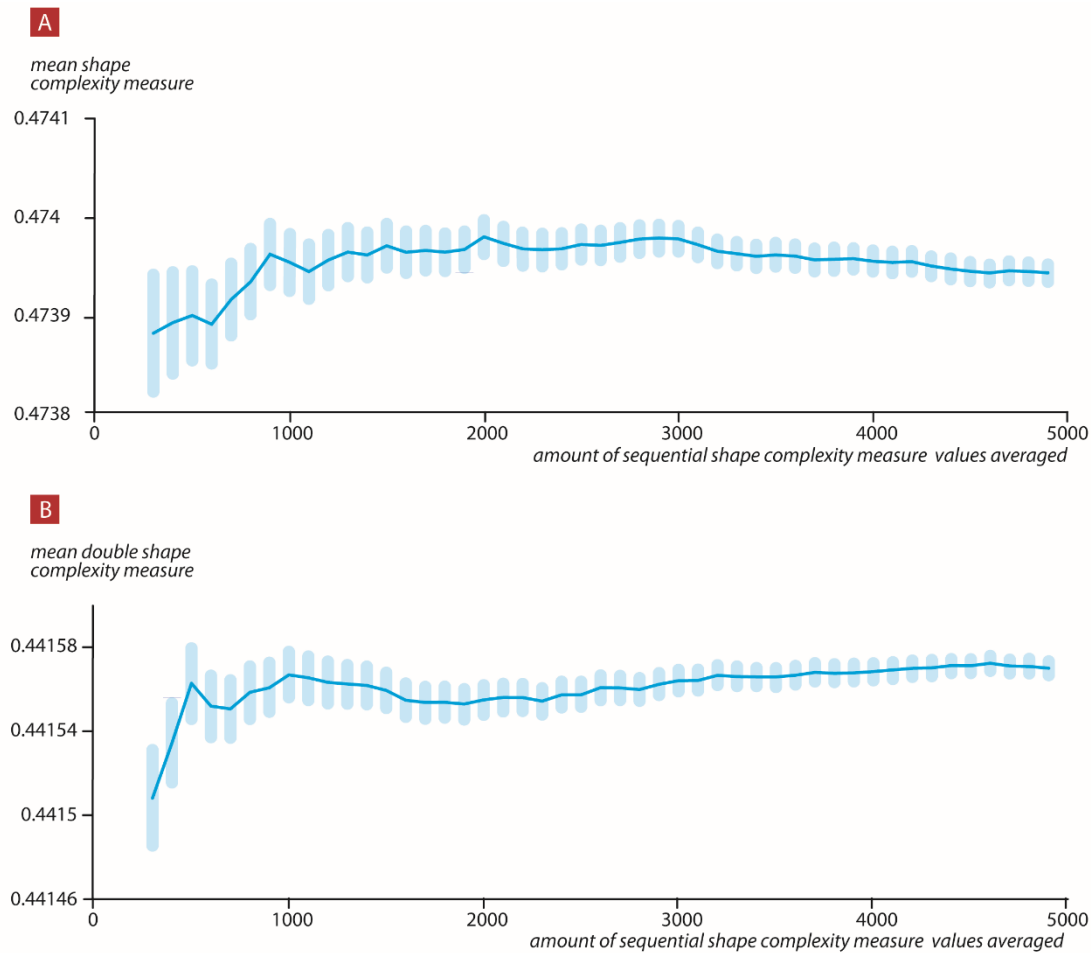 A
mean shape
complexity measure
0.4741
0.474
0.4739
0.4738
0 1000 2000 3000 4000 5000
amount of sequential shape complexity measure values averaged
B
mean double shape
complexity measure
0.44158
0.44154
0.4415
0.44146
0 1000 2000 3000 4000 5000
amount of sequential shape complexity measure values averaged